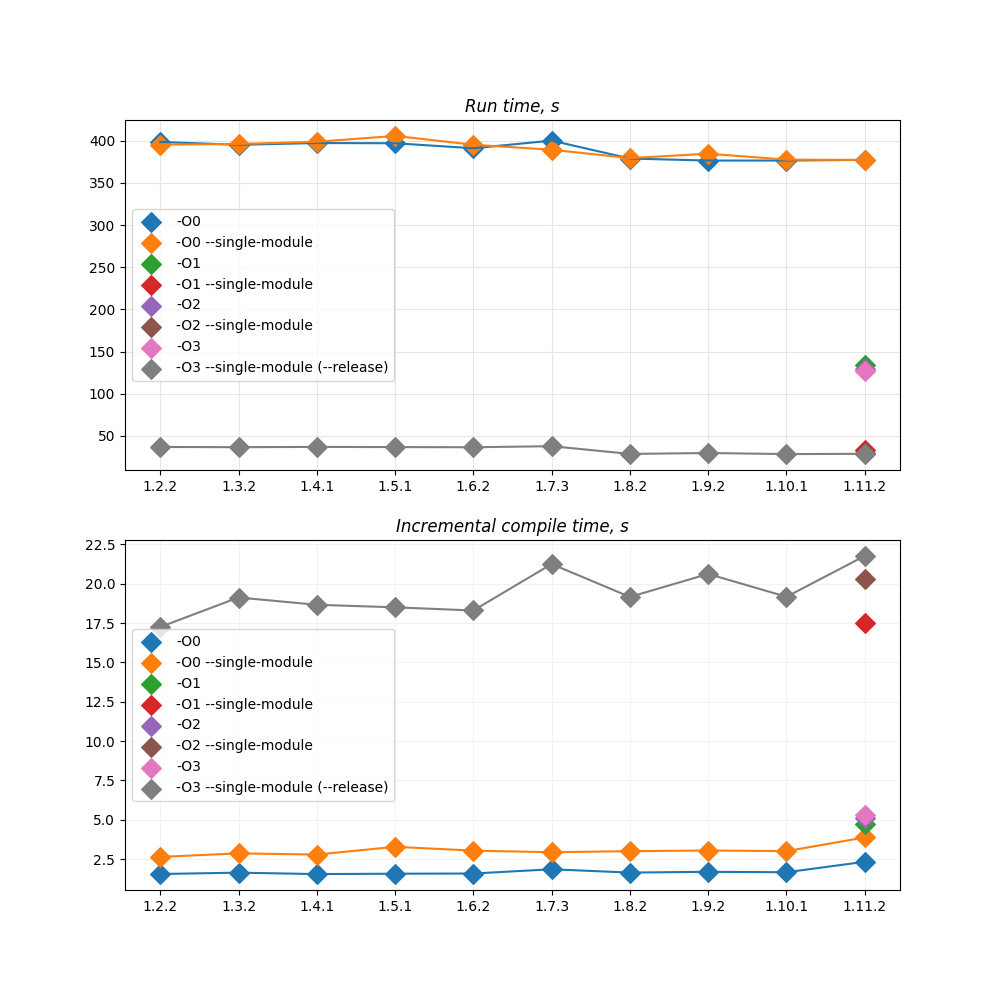 Run time, s
400
350
300
250
200
150
100
50
-O0
-O0 --single-module
-O1
-O1 --single-module
-O2
-O2 --single-module
-O3
-O3 --single-module (--release)
1.2.2 1.3.2 1.4.1 1.5.1 1.6.2 1.7.3 1.8.2 1.9.2 1.10.1 1.11.2
Incremental compile time, s
22.5
20.0
17.5
15.0
12.5
10.0
7.5
5.0
2.5
-O0
-O0 --single-module
-O1
-O1 --single-module
-O2
-O2 --single-module
-O3
-O3 --single-module (--release)
1.2.2 1.3.2 1.4.1 1.5.1 1.6.2 1.7.3 1.8.2 1.9.2 1.10.1 1.11.2